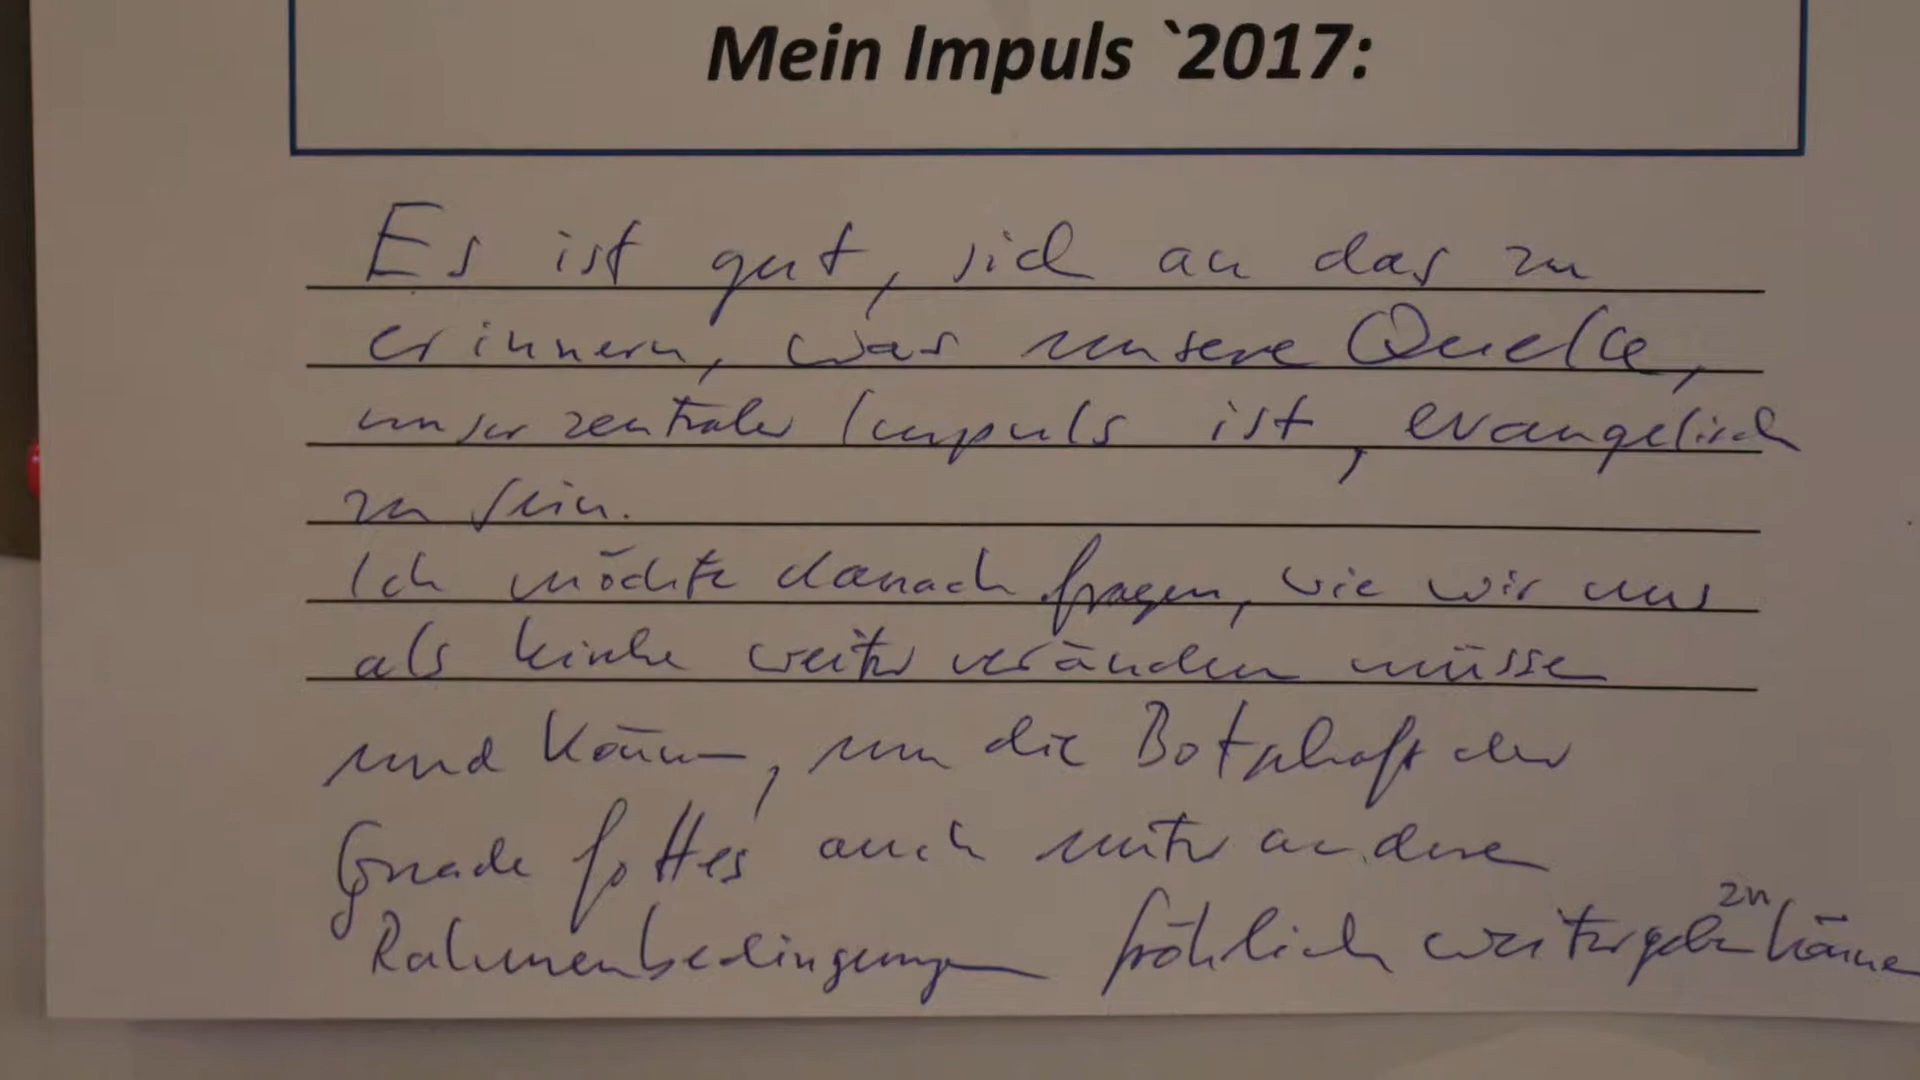 Mein Impuls `2017:
Es ist gut, sich an das zu
erinnern, was unsere Quelle,
unser zentraler Impuls ist, evangelisch
zu sein.
Ich möchte danach fragen, wie wir uns
als Kirche weiter verändern müssen
und können, um die Botschaft der
Gnade Gottes auch unter anderen
Rahmenbedingungen fröhlich weitergeben zu können